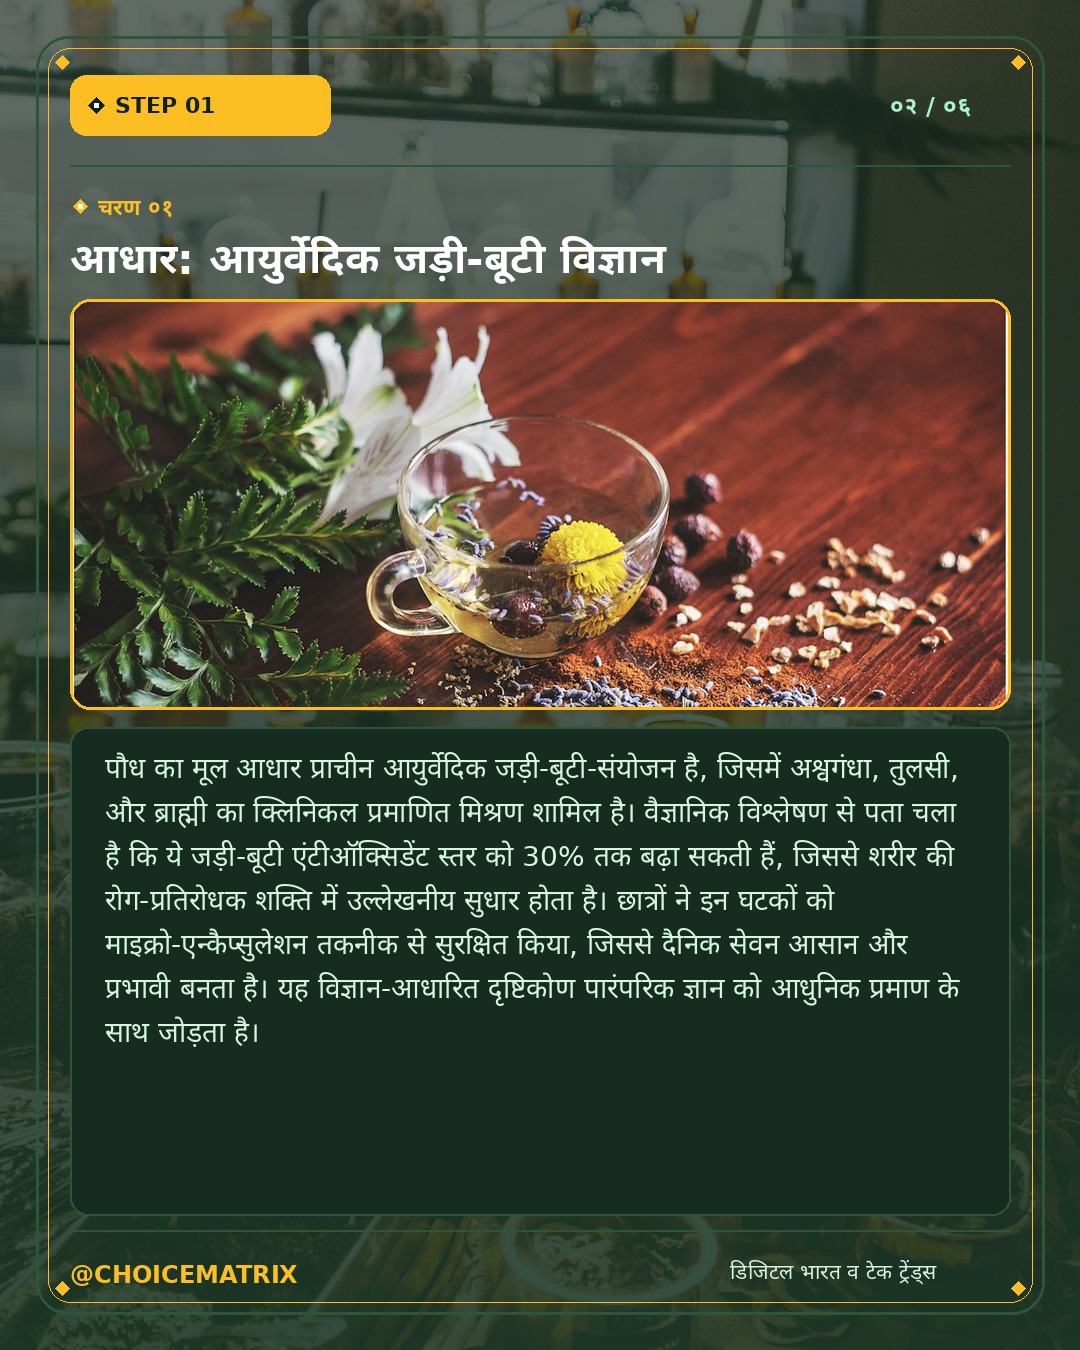 STEP 01
०२ / ०६
चरण ०१
आधार: आयुर्वेदिक जड़ी-बूटी विज्ञान
पौध का मूल आधार प्राचीन आयुर्वेदिक जड़ी-बूटी-संयोजन है, जिसमें अश्वगंधा, तुलसी,
और ब्राह्मी का क्लिनिकल प्रमाणित मिश्रण शामिल है। वैज्ञानिक विश्लेषण से पता चला
है कि ये जड़ी-बूटी एंटीऑक्सिडेंट स्तर को 30% तक बढ़ा सकती हैं, जिससे शरीर की
रोग-प्रतिरोधक शक्ति में उल्लेखनीय सुधार होता है। छात्रों ने इन घटकों को
माइक्रो-एन्कैप्सुलेशन तकनीक से सुरक्षित किया, जिससे दैनिक सेवन आसान और
प्रभावी बनता है। यह विज्ञान-आधारित दृष्टिकोण पारंपरिक ज्ञान को आधुनिक प्रमाण के
साथ जोड़ता है।
@CHOICEMATRIX
डिजिटल भारत व टेक ट्रेंड्स